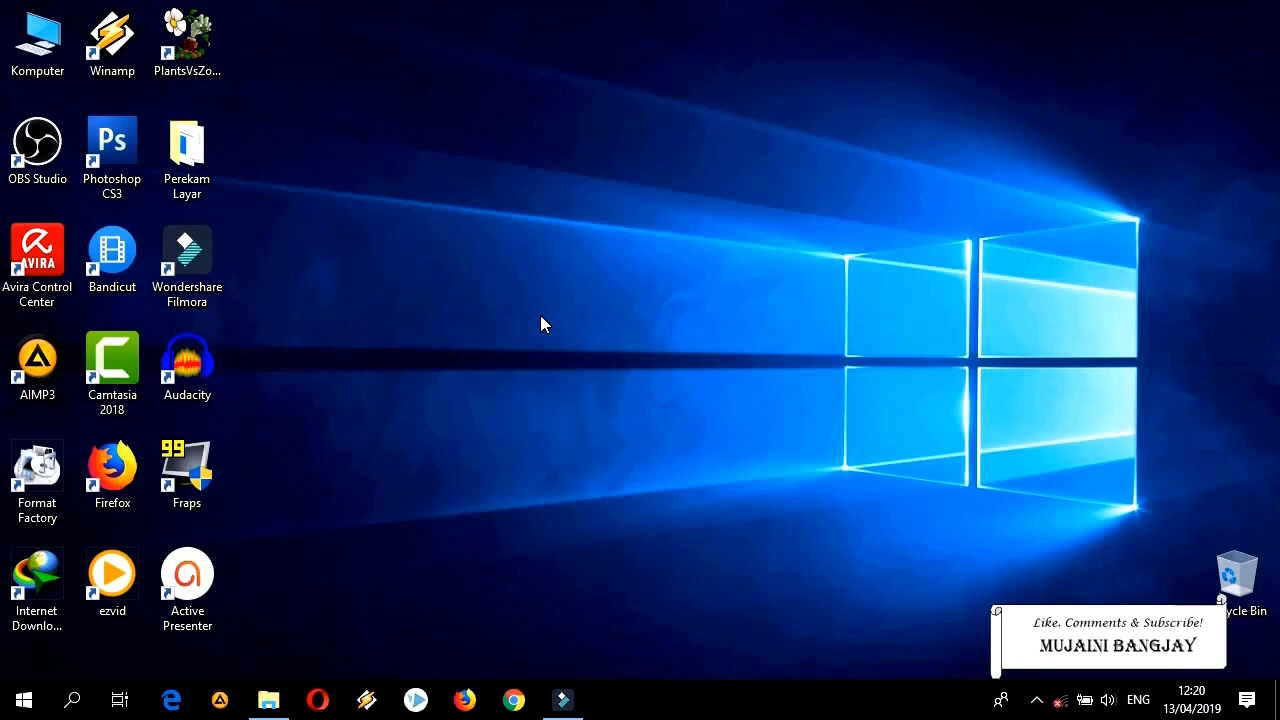 Komputer
Winamp
PlantsVsZo...
OBS Studio
Ps
Photoshop
CS3
Perekam
Layar
AVIRA
Avira Control
Center
Bandicut
Wondershare
Filmora
AIMP3
Camtasia
2018
Audacity
Format
Factory
Firefox
99
Fraps
Internet
Downlo...
ezvid
Active
Presenter
ycle Bin
Like. Comments & Subscribe!
MUJAINI BANGJAY
ENG
12:20
13/04/2019